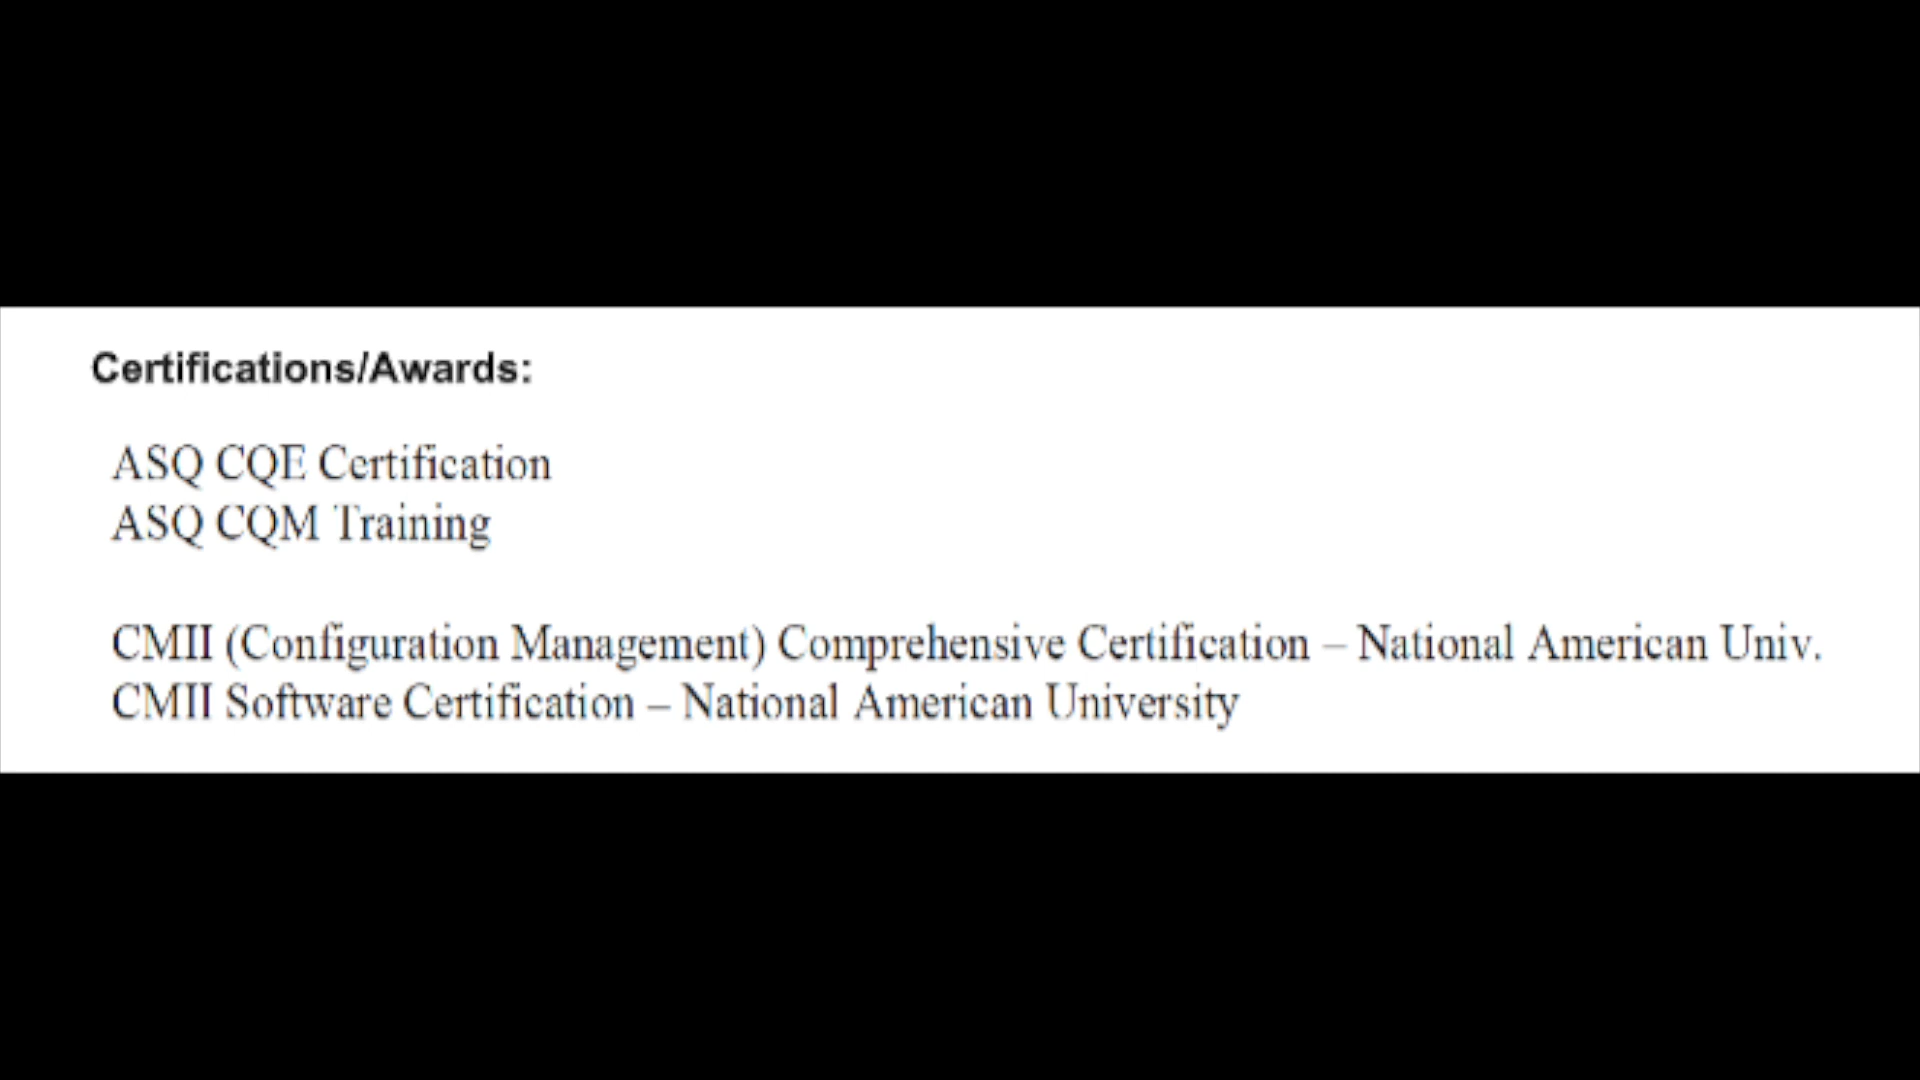 Certifications/Awards:
ASQ CQE Certification
ASQ CQM Training
CMII (Configuration Management) Comprehensive Certification – National American Univ.
CMII Software Certification – National American University